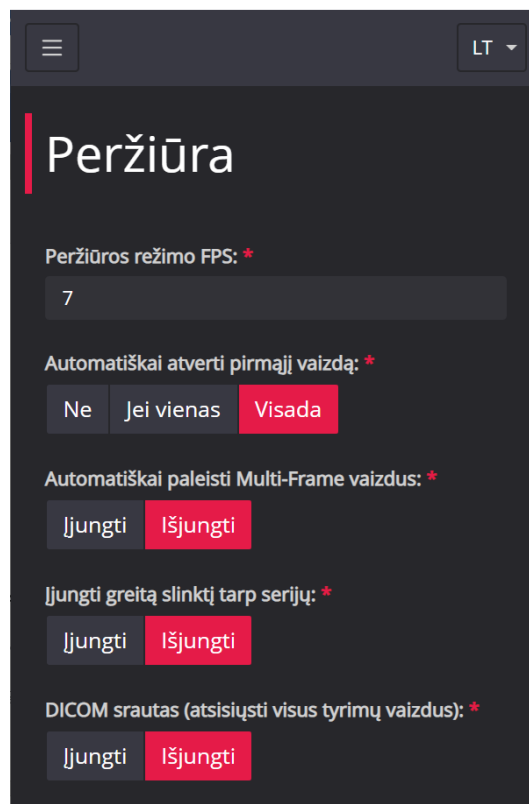 LT
Peržiūra
Peržiūros režimo FPS: *
7
Automatiškai atverti pirmąjį vaizdą: *
Ne Jei vienas Visada
Automatiškai paleisti Multi-Frame vaizdus: *
Įjungti Išjungti
Įjungti greitą slinktį tarp serijų: *
Įjungti Išjungti
DICOM srautas (atsisiųsti visus tyrimų vaizdus): *
Įjungti Išjungti